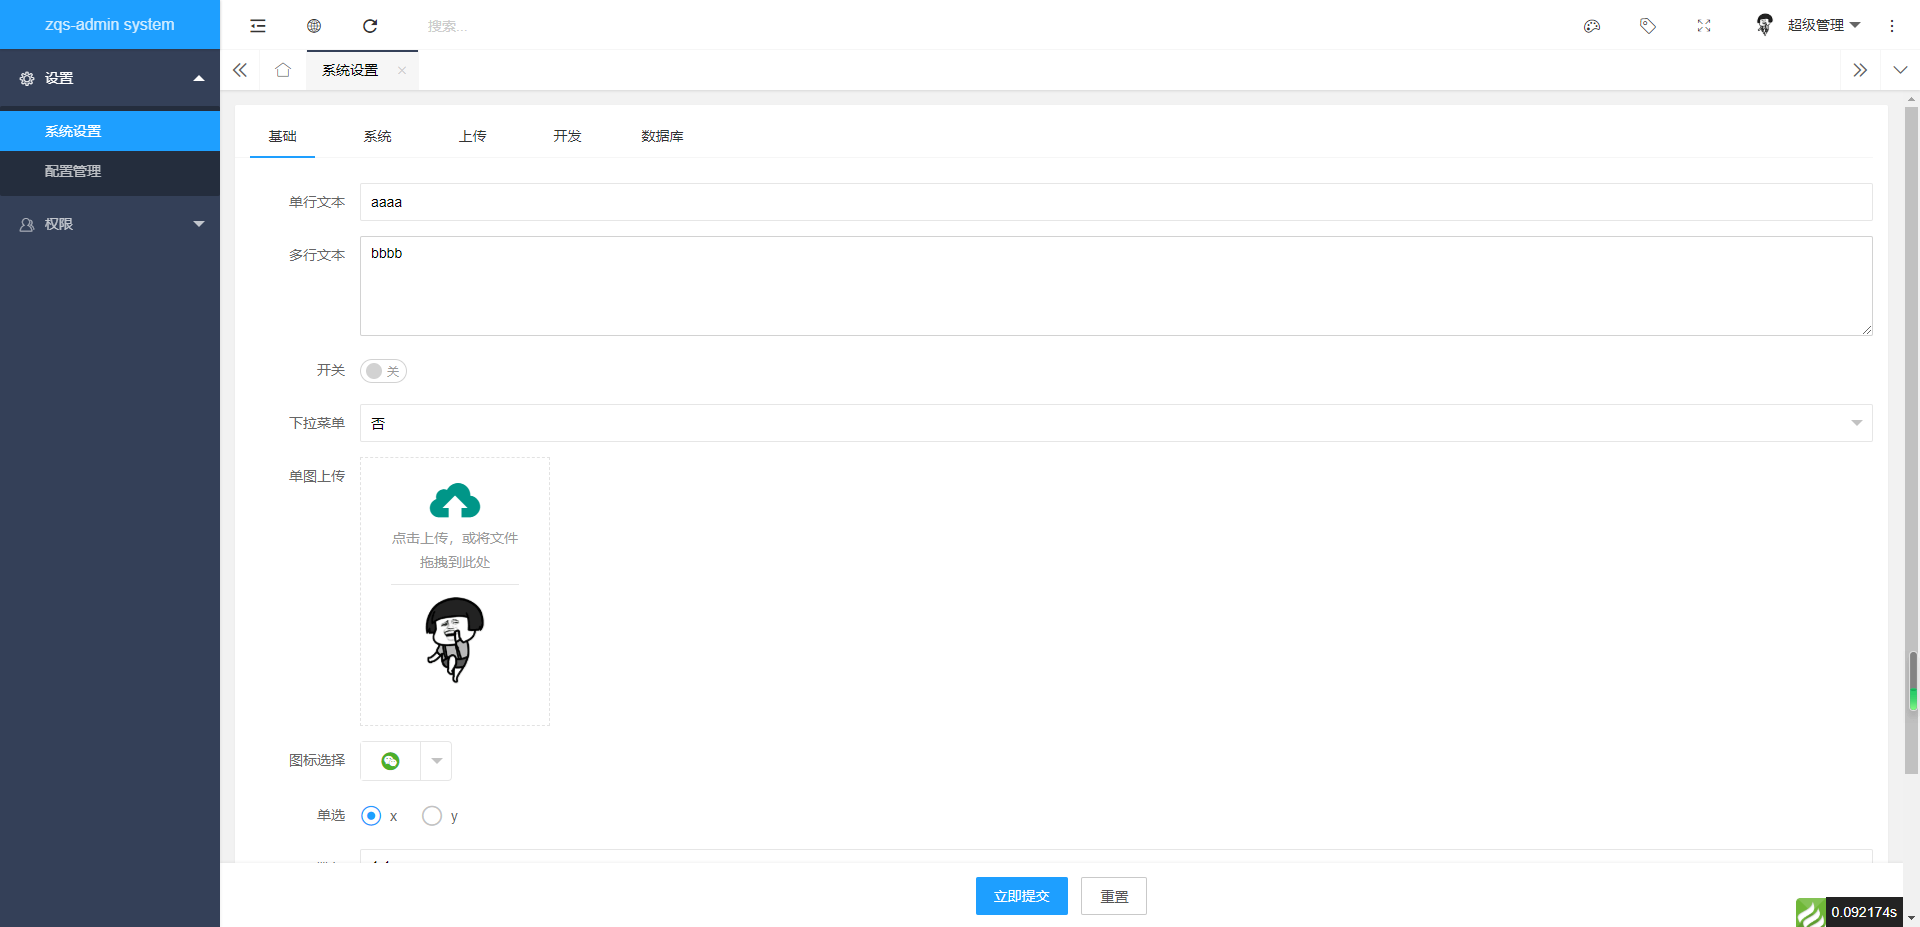 zqs-admin system
搜索...
超级管理
设置
系统设置
配置管理
权限
系统设置
基础
系统
上传
开发
数据库
单行文本
aaaa
多行文本
bbbb
开关
关
下拉菜单
否
单图上传
点击上传，或将文件
拖拽到此处
图标选择
单选
x
y
立即提交
重置
0.092174s